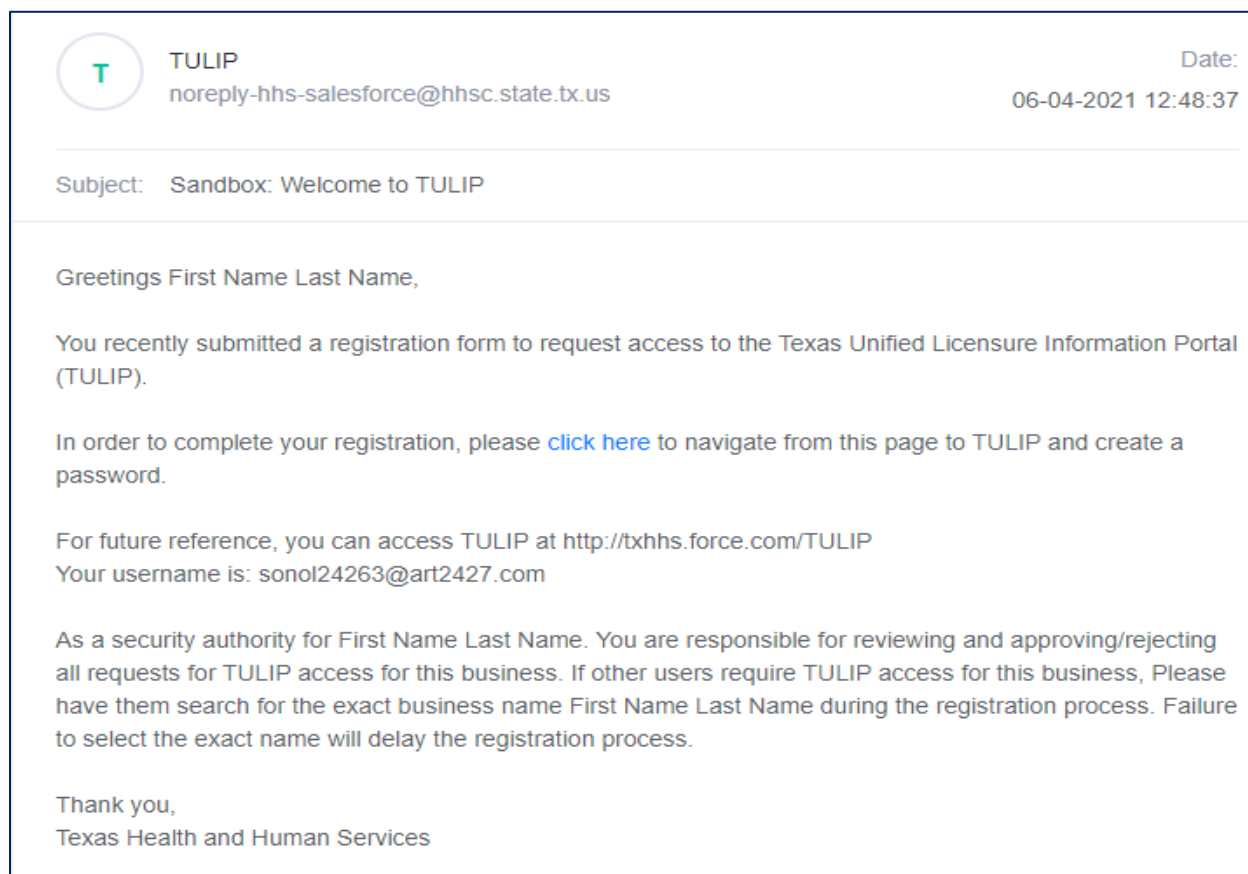 T
TULIP
noreply-hhs-salesforce@hhsc.state.tx.us
Date:
06-04-2021 12:48:37
Subject: Sandbox: Welcome to TULIP
Greetings First Name Last Name,
You recently submitted a registration form to request access to the Texas Unified Licensure Information Portal
(TULIP).
In order to complete your registration, please click here to navigate from this page to TULIP and create a
password.
For future reference, you can access TULIP at http://txhhs.force.com/TULIP
Your username is: sonol24263@art2427.com
As a security authority for First Name Last Name. You are responsible for reviewing and approving/rejecting
all requests for TULIP access for this business. If other users require TULIP access for this business, Please
have them search for the exact business name First Name Last Name during the registration process. Failure
to select the exact name will delay the registration process.
Thank you,
Texas Health and Human Services